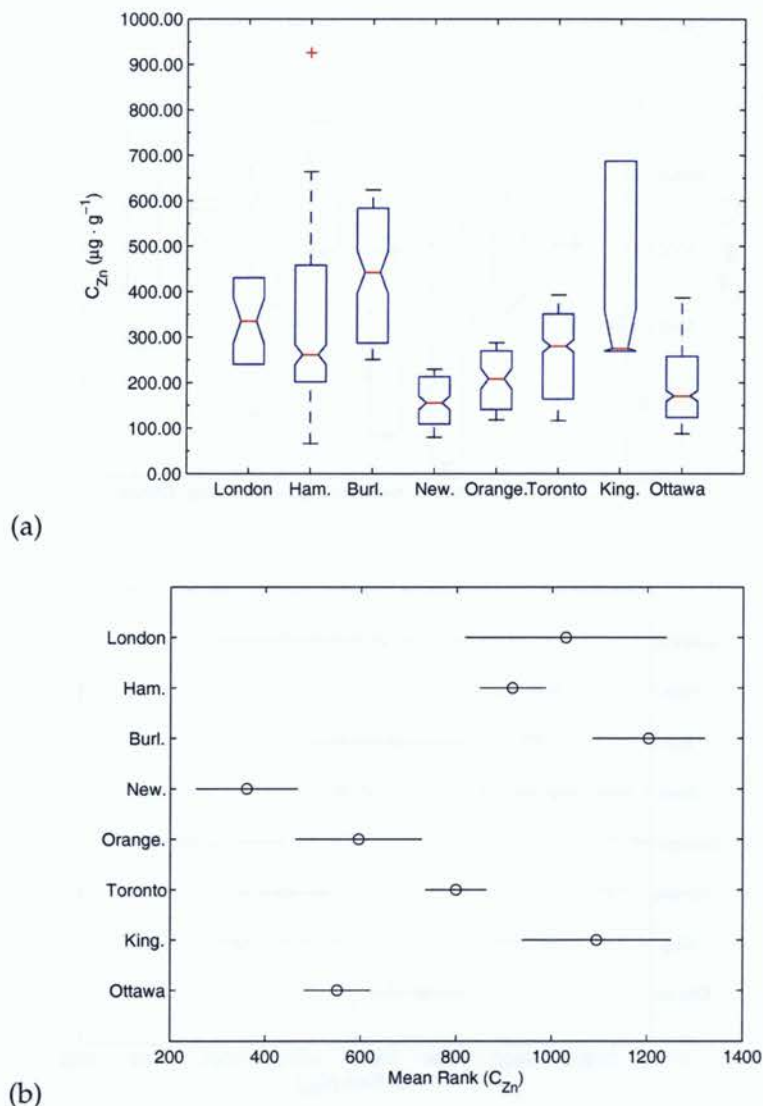 1000.00
900.00
800.00
700.00
600.00
500.00
400.00
300.00
200.00
100.00
0.00
C_Zn (µg · g⁻¹)
London Ham. Burl. New. Orange. Toronto King. Ottawa
(a)
London
Ham.
Burl.
New.
Orange.
Toronto
King.
Ottawa
200 400 600 800 1000 1200 1400
Mean Rank (C_Zn)
(b)